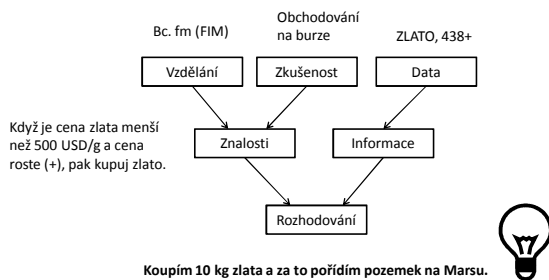 Bc. fm (FIM)
Obchodování
na burze
ZLATO, 438+
Vzdělání
Zkušenost
Data
Když je cena zlata menší
než 500 USD/g a cena
roste (+), pak kupuj zlato.
Znalosti
Informace
Rozhodování
Koupím 10 kg zlata a za to pořídím pozemek na Marsu.